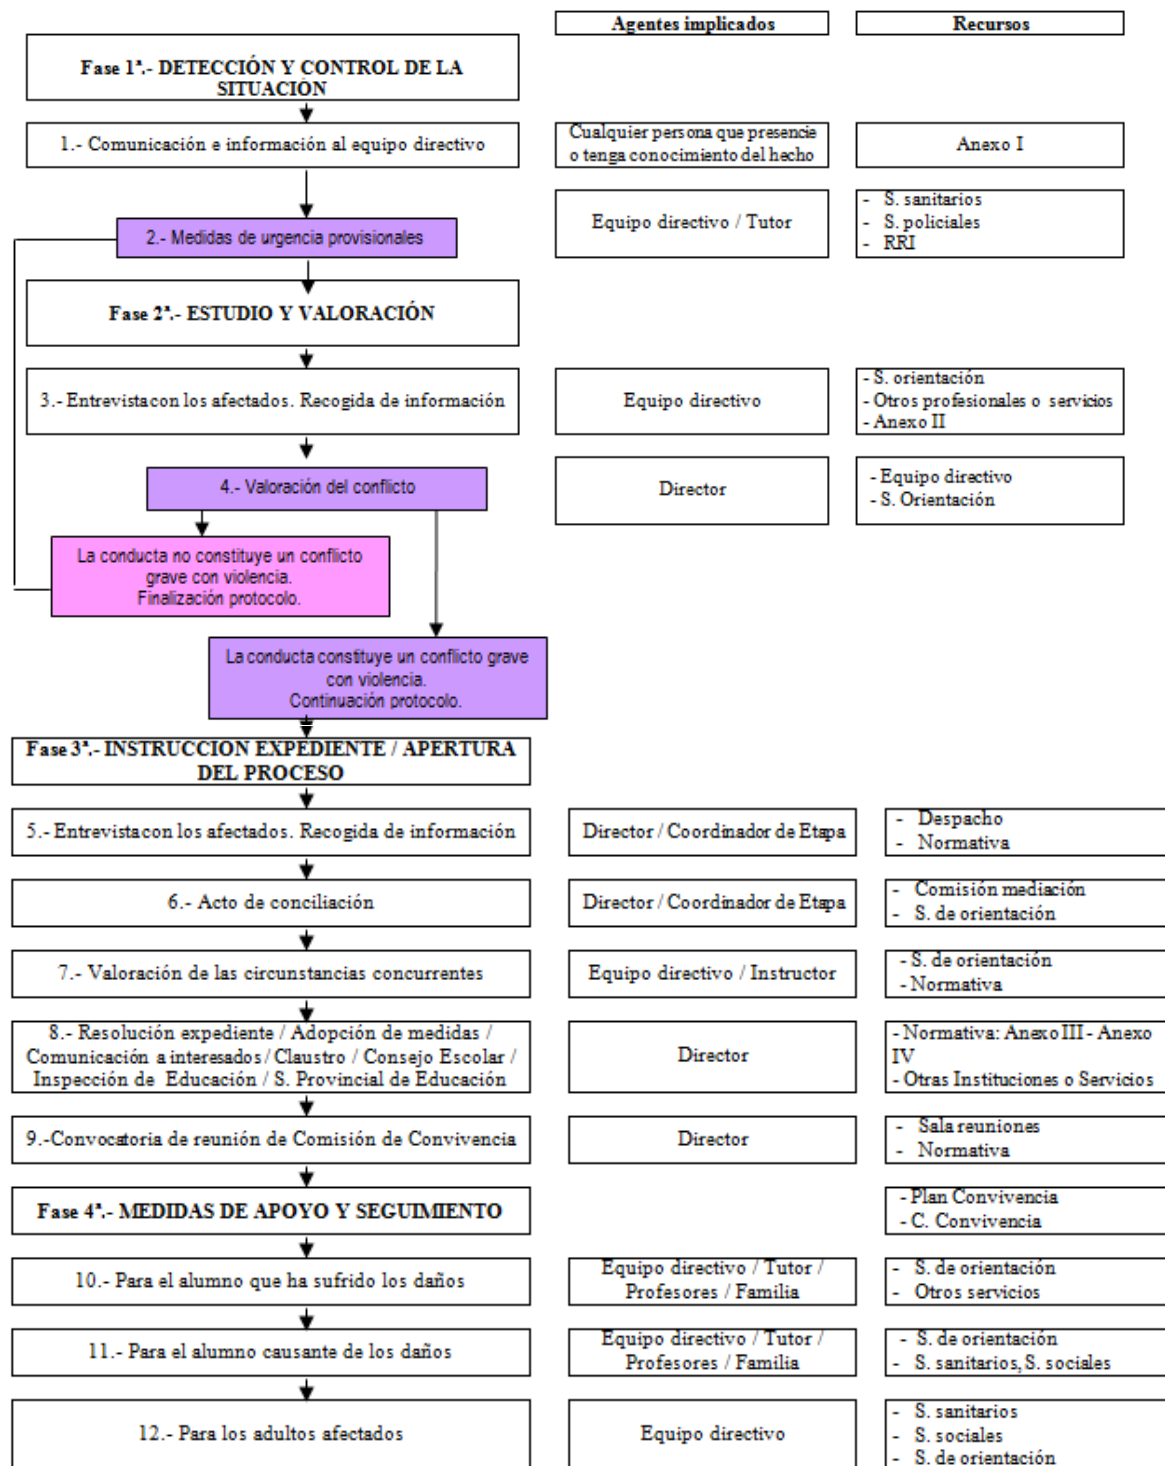 Agentes implicados
Recursos
Fase 1ª.- DETECCIÓN Y CONTROL DE LA
SITUACIÓN
1.- Comunicación e información al equipo directivo
Cualquier persona que presencie
o tenga conocimiento del hecho
Anexo I
2.- Medidas de urgencia provisionales
Equipo directivo / Tutor
- S. sanitarios
- S. policiales
- RRI
Fase 2ª.- ESTUDIO Y VALORACIÓN
3.- Entrevista con los afectados. Recogida de información
Equipo directivo
- S. orientación
- Otros profesionales o servicios
- Anexo II
4.- Valoración del conflicto
Director
- Equipo directivo
- S. Orientación
La conducta no constituye un conflicto
grave con violencia.
Finalización protocolo.
La conducta constituye un conflicto grave
con violencia.
Continuación protocolo.
Fase 3ª.- INSTRUCCION EXPEDIENTE / APERTURA
DEL PROCESO
5.- Entrevista con los afectados. Recogida de información
Director / Coordinador de Etapa
- Despacho
- Normativa
6.- Acto de conciliación
Director / Coordinador de Etapa
- Comisión mediación
- S. de orientación
7.- Valoración de las circunstancias concurrentes
Equipo directivo / Instructor
- S. de orientación
- Normativa
8.- Resolución expediente / Adopción de medidas /
Comunicación a interesados / Claustro / Consejo Escolar /
Inspección de Educación / S. Provincial de Educación
Director
- Normativa: Anexo III - Anexo
IV
- Otras Instituciones o Servicios
9.-Convocatoria de reunión de Comisión de Convivencia
Director
- Sala reuniones
- Normativa
Fase 4ª.- MEDIDAS DE APOYO Y SEGUIMIENTO
- Plan Convivencia
- C. Convivencia
10.- Para el alumno que ha sufrido los daños
Equipo directivo / Tutor /
Profesores / Familia
- S. de orientación
- Otros servicios
11.- Para el alumno causante de los daños
Equipo directivo / Tutor /
Profesores / Familia
- S. de orientación
- S. sanitarios, S. sociales
12.- Para los adultos afectados
Equipo directivo
- S. sanitarios
- S. sociales
- S. de orientación